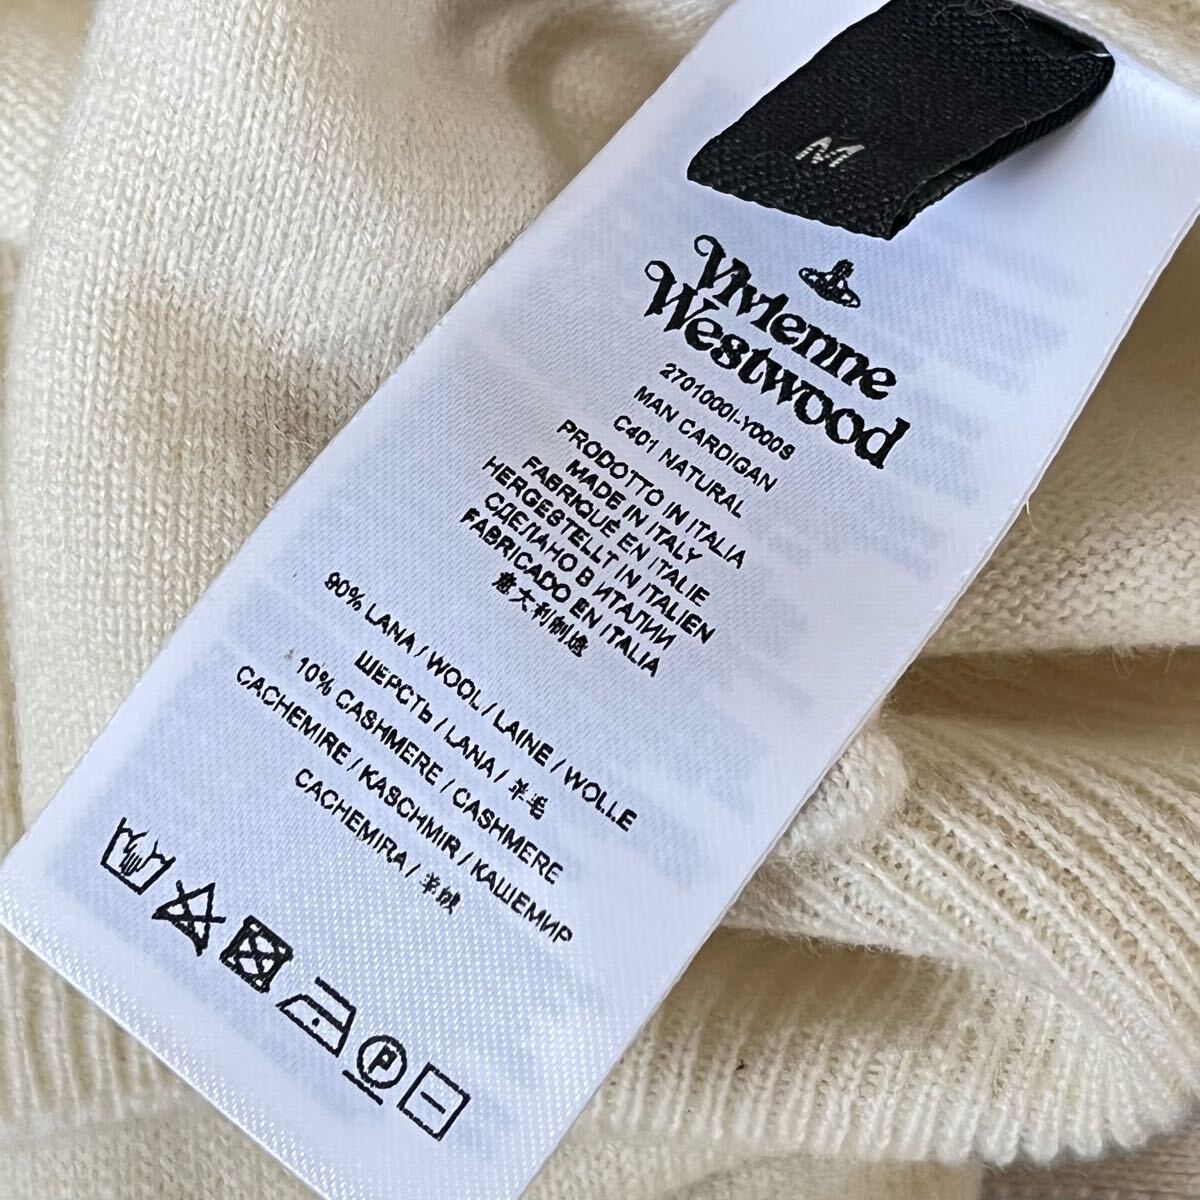 M
Vivienne
Westwood
2701000I-Y000S
MAN CARDIGAN
C401 NATURAL
PRODOTTO IN ITALIA
MADE IN ITALY
FABRIQUÉ EN ITALIE
HERGESTELLT IN ITALIEN
СДЕЛАНО В ИТАЛИИ
FABRICADO EN ITALIA
意大利制造
90% LANA / WOOL / LAINE / WOLLE
ШЕРСТЬ / LANA / 羊毛
10% CASHMERE / CASHMERE
CACHEMIRE / KASCHMIR / КАШЕМИР
CACHEMIRA / 羊绒
P